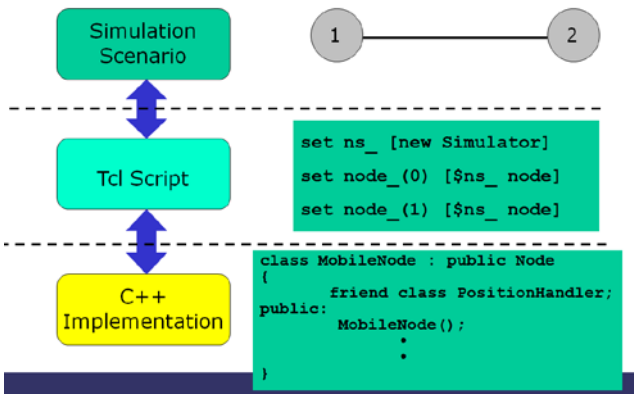 Simulation
Scenario
1
2
Tcl Script
set ns_ [new Simulator]
set node_(0) [$ns_ node]
set node_(1) [$ns_ node]
C++
Implementation
class MobileNode : public Node
{
friend class PositionHandler;
public:
MobileNode();
•
•
}